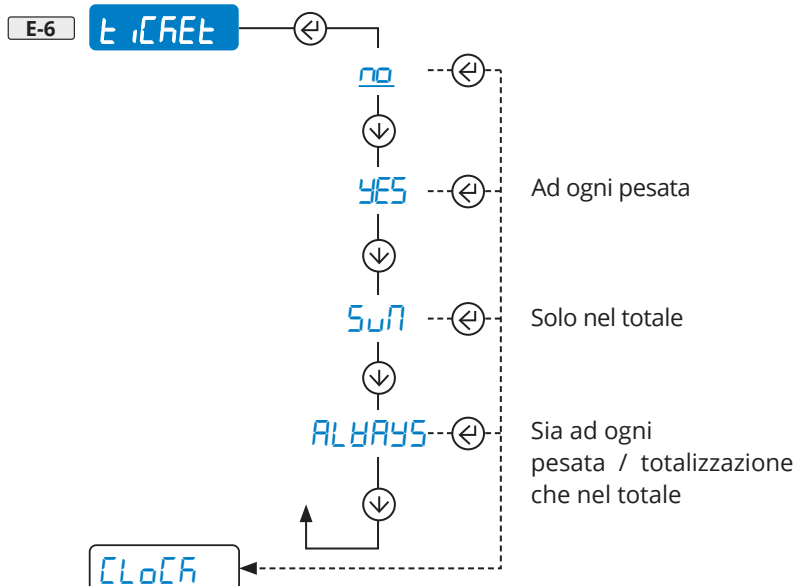 E-6 tiCKEt
no
YES Ad ogni pesata
SuM Solo nel totale
ALWAYS Sia ad ogni
pesata / totalizzazione
che nel totale
CLoCK